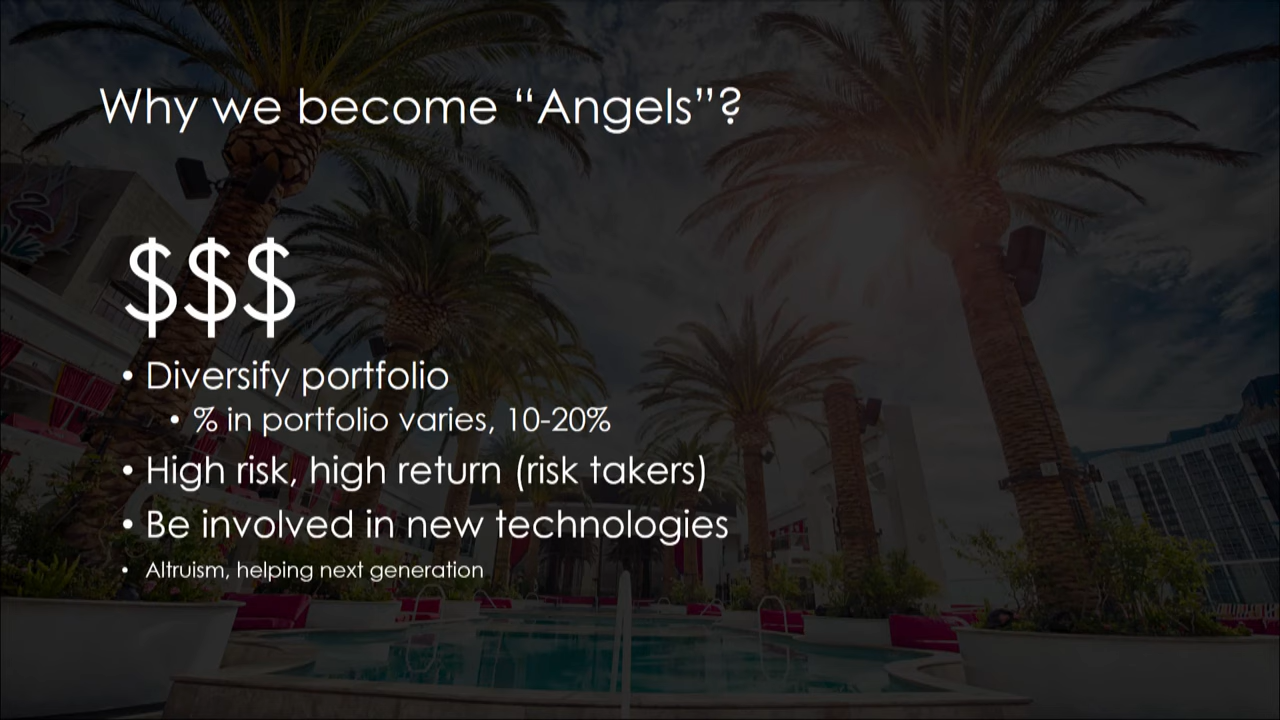 Why we become “Angels”?
$$$
• Diversify portfolio
• % in portfolio varies, 10-20%
• High risk, high return (risk takers)
• Be involved in new technologies
• Altruism, helping next generation